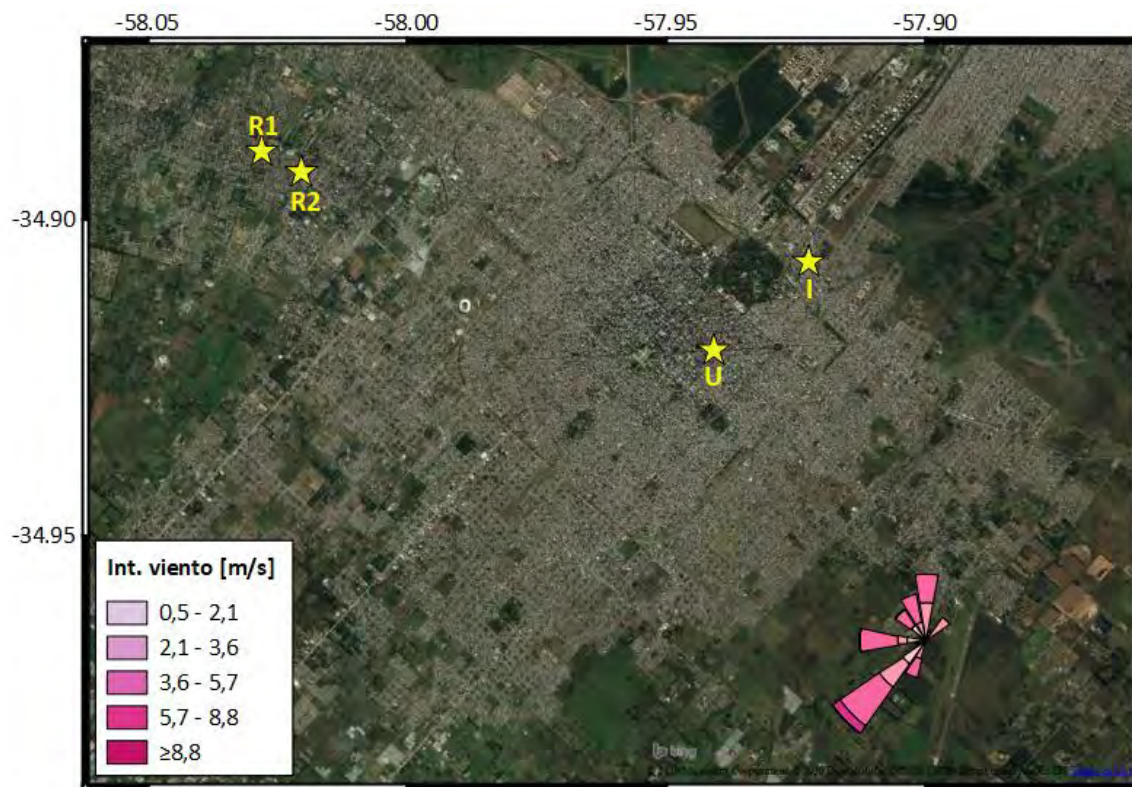 -58.05 -58.00 -57.95 -57.90
R1
R2
-34.90
I
U
-34.95
Int. viento [m/s]
0,5 - 2,1
2,1 - 3,6
3,6 - 5,7
5,7 - 8,8
≥8,8
bing